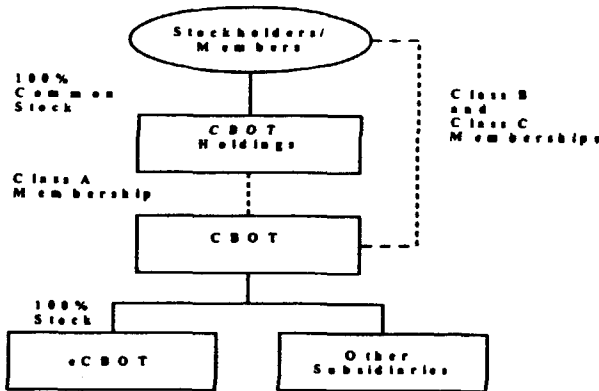 Stockholders/
Members
100%
Common
Stock
CBOT
Holdings
Class B
and
Class C
Memberships
Class A
Membership
CBOT
100%
Stock
eCBOT
Other
Subsidiaries